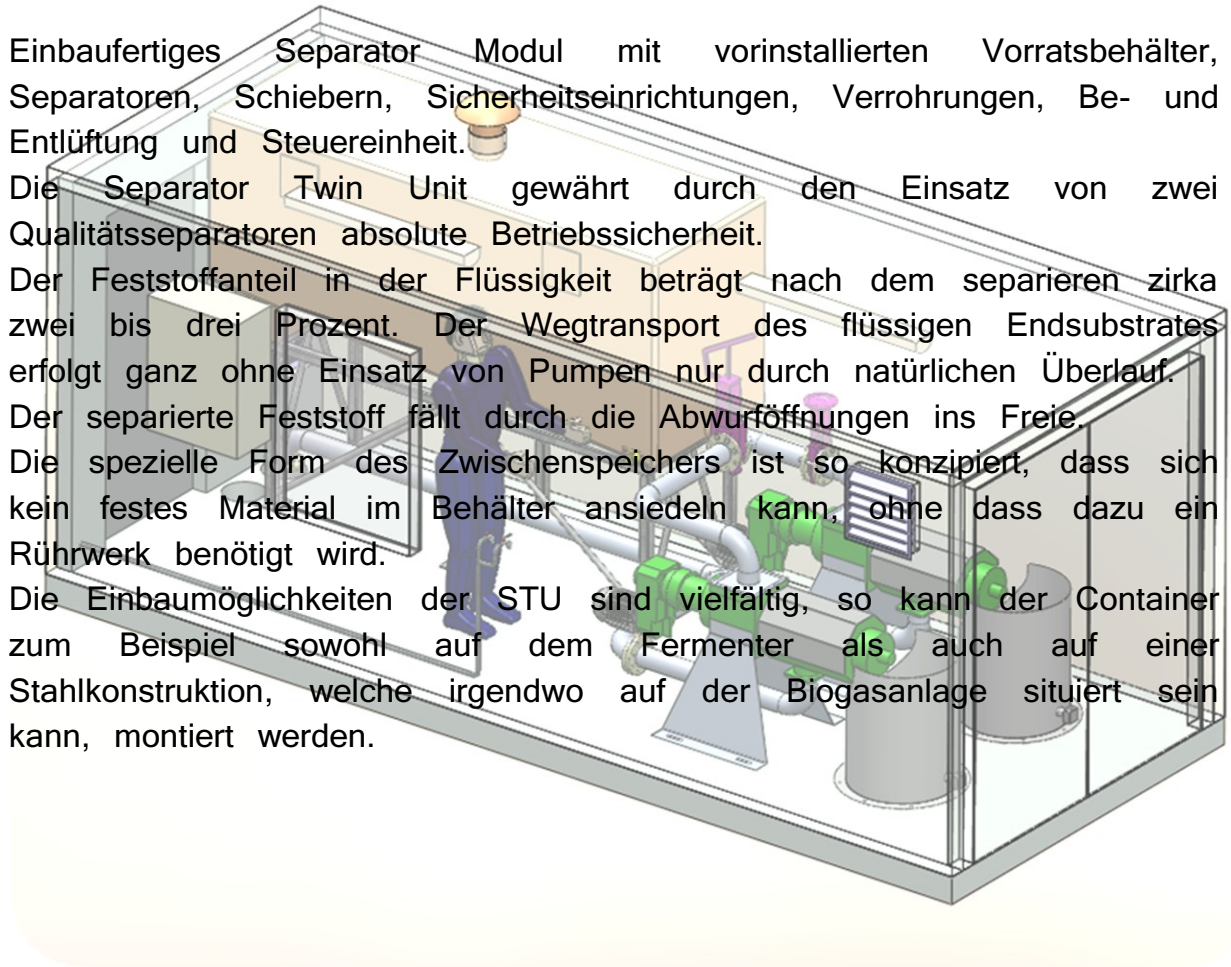 Einbaufertiges Separator Modul mit vorinstallierten Vorratsbehälter,
Separatoren, Schiebern, Sicherheitseinrichtungen, Verrohrungen, Be- und
Entlüftung und Steuereinheit.
Die Separator Twin Unit gewährt durch den Einsatz von zwei
Qualitätsseparatoren absolute Betriebssicherheit.
Der Feststoffanteil in der Flüssigkeit beträgt nach dem separieren zirka
zwei bis drei Prozent. Der Wegtransport des flüssigen Endsubstrates
erfolgt ganz ohne Einsatz von Pumpen nur durch natürlichen Überlauf.
Der separierte Feststoff fällt durch die Abwurföffnungen ins Freie.
Die spezielle Form des Zwischenspeichers ist so konzipiert, dass sich
kein festes Material im Behälter ansiedeln kann, ohne dass dazu ein
Rührwerk benötigt wird.
Die Einbaumöglichkeiten der STU sind vielfältig, so kann der Container
zum Beispiel sowohl auf dem Fermenter als auch auf einer
Stahlkonstruktion, welche irgendwo auf der Biogasanlage situiert sein
kann, montiert werden.